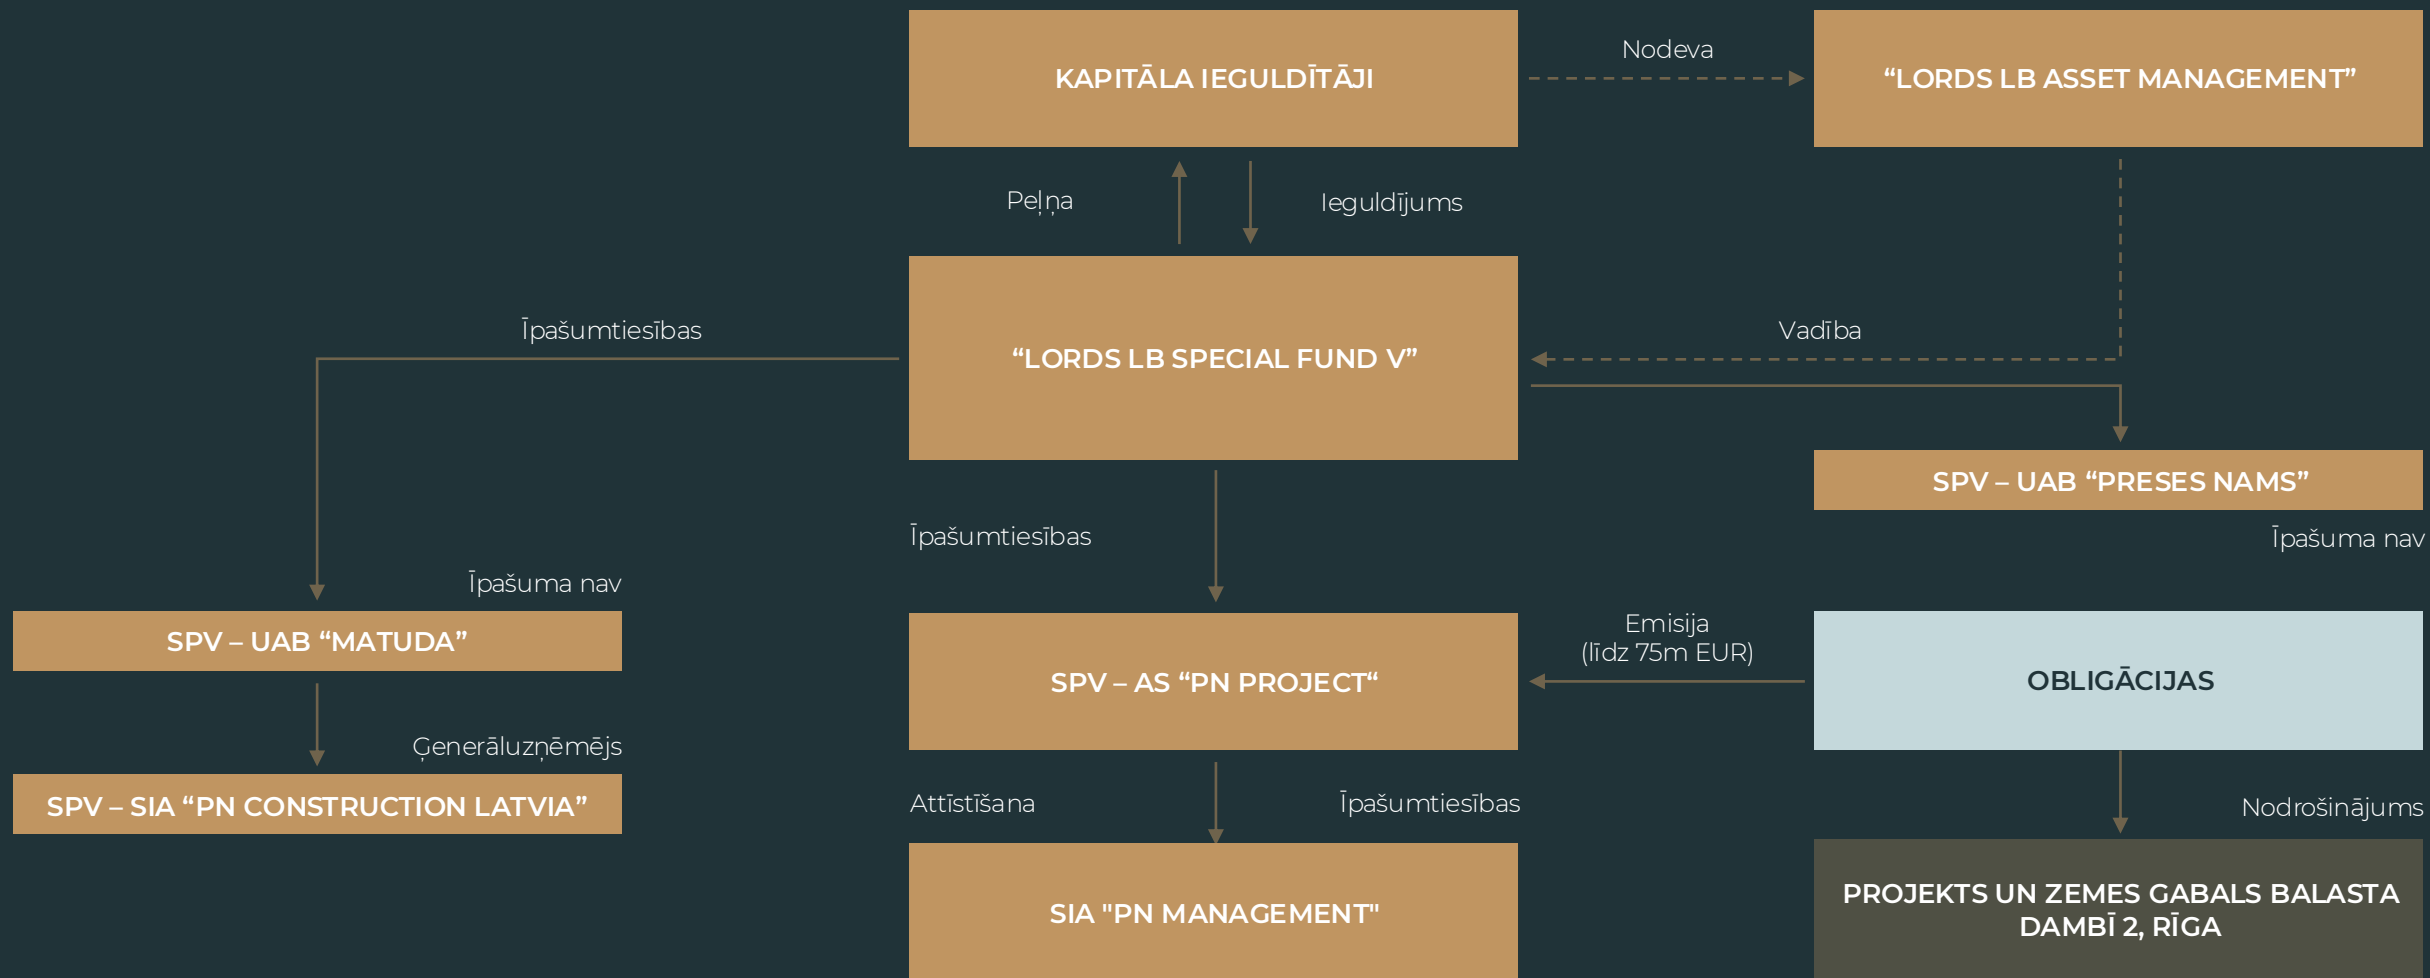 KAPITĀLA IEGULDĪTĀJI
Nodeva
“LORDS LB ASSET MANAGEMENT”
Peļņa
Ieguldījums
Īpašumtiesības
“LORDS LB SPECIAL FUND V”
Vadība
SPV – UAB “PRESES NAMS”
Īpašuma nav
Īpašumtiesības
Īpašuma nav
SPV – UAB “MATUDA”
Ģenerāluzņēmējs
SPV – SIA “PN CONSTRUCTION LATVIA”
SPV – AS “PN PROJECT“
Emisija
(līdz 75m EUR)
OBLIGĀCIJAS
Attīstīšana
Īpašumtiesības
Nodrošinājums
SIA "PN MANAGEMENT"
PROJEKTS UN ZEMES GABALS BALASTA
DAMBĪ 2, RĪGA